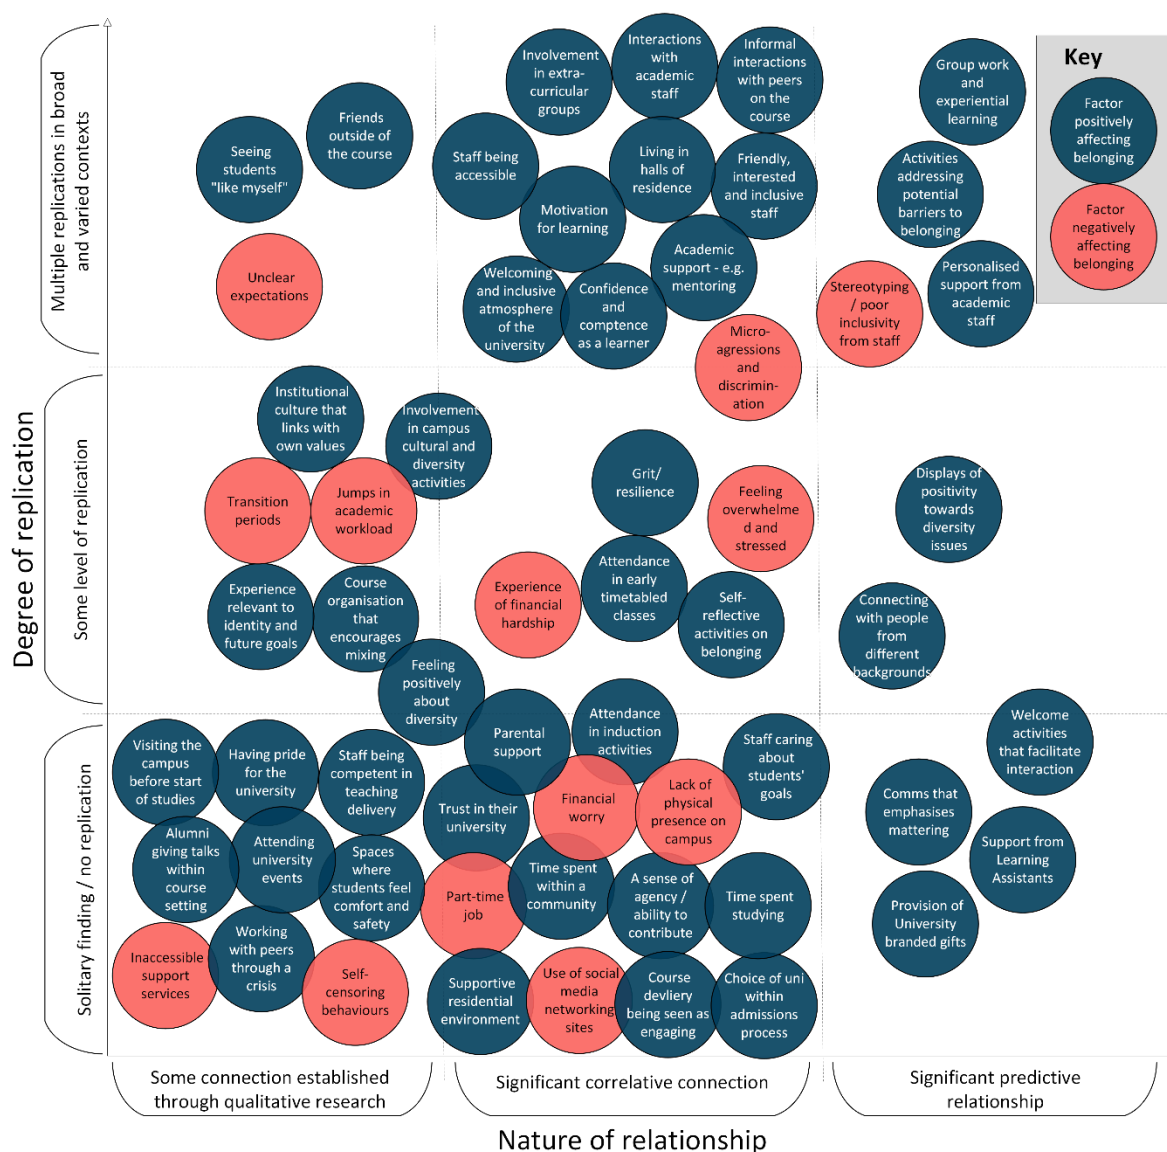 Degree of replication
Multiple replications in broad
and varied contexts
Some level of replication
Solitary finding / no replication
Friends
outside of
the course
Seeing
students
"like myself"
Unclear
expectations
Involvement
in extra-
curricular
groups
Interactions
with
academic
staff
Informal
interactions
with peers
on the
course
Staff being
accessible
Living in
halls of
residence
Friendly,
interested
and inclusive
staff
Motivation
for learning
Academic
support - e.g.
mentoring
Welcoming
and inclusive
atmosphere
of the
university
Confidence
and
comptence
as a learner
Micro-
agressions
and
discrimin-
ation
Group work
and
experiential
learning
Activities
addressing
potential
barriers to
belonging
Stereotyping
/ poor
inclusivity
from staff
Personalised
support from
academic
staff
Key
Factor
positively
affecting
belonging
Factor
negatively
affecting
belonging
Institutional
culture that
links with
own values
Involvement
in campus
cultural and
diversity
activities
Transition
periods
Jumps in
academic
workload
Experience
relevant to
identity and
future goals
Course
organisation
that
encourages
mixing
Feeling
positively
about
diversity
Grit/
resilience
Feeling
overwhelme
d and
stressed
Experience
of financial
hardship
Attendance
in early
timetabled
classes
Self-
reflective
activities on
belonging
Displays of
positivity
towards
diversity
issues
Connecting
with people
from
different
backgrounds
Visiting the
campus
before start
of studies
Having pride
for the
university
Staff being
competent in
teaching
delivery
Alumni
giving talks
within
course
setting
Attending
university
events
Spaces
where
students feel
comfort and
safety
Inaccessible
support
services
Working
with peers
through a
crisis
Self-
censoring
behaviours
Parental
support
Attendance
in induction
activities
Staff caring
about
students'
goals
Trust in their
university
Financial
worry
Lack of
physical
presence on
campus
Part-time
job
Time spent
within a
community
A sense of
agency /
ability to
contribute
Time spent
studying
Supportive
residential
environment
Use of social
media
networking
sites
Course
devliery
being seen as
engaging
Choice of uni
within
admissions
process
Welcome
activities
that facilitate
interaction
Comms that
emphasises
mattering
Support from
Learning
Assistants
Provision of
University
branded gifts
Some connection established
through qualitative research
Significant correlative connection
Significant predictive
relationship
Nature of relationship